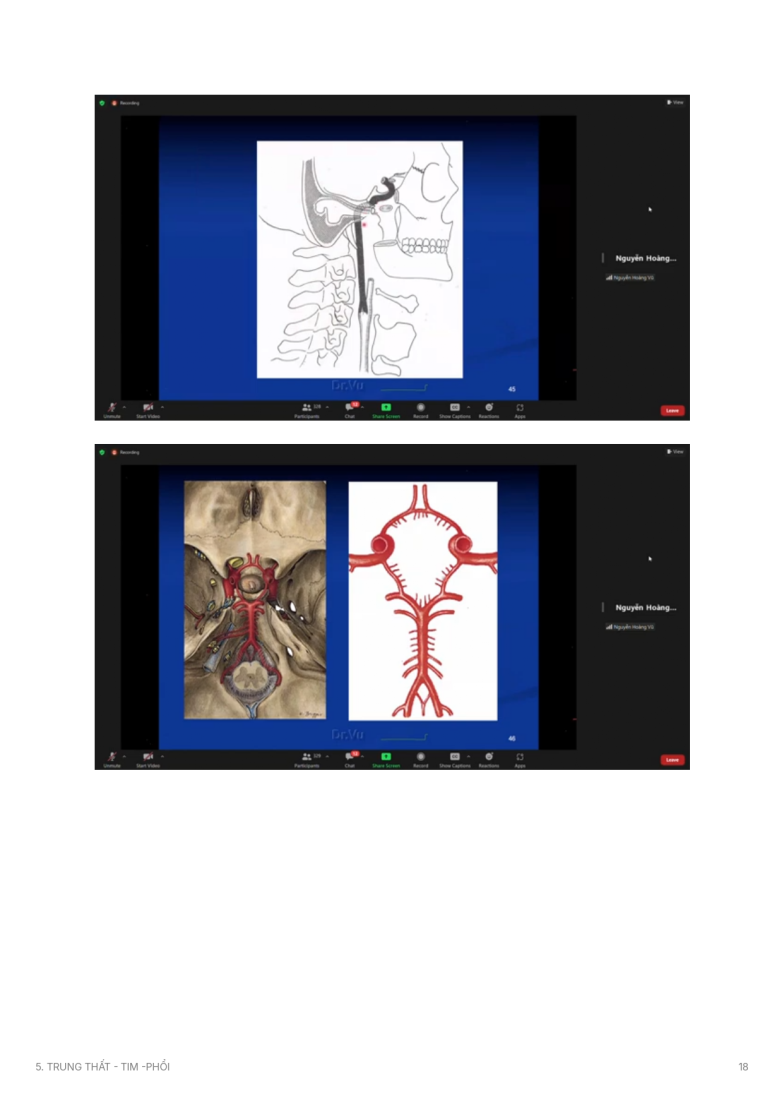 Recording
View
Nguyễn Hoàng...
Nguyễn Hoàng Vũ
Dr.Vu
45
Unmute
Start Video
Participants
Chat
Share Screen
Record
Show Captions
Reactions
Apps
Leave
Recording
View
Nguyễn Hoàng...
Nguyễn Hoàng Vũ
Dr.Vu
46
Unmute
Start Video
Participants
Chat
Share Screen
Record
Show Captions
Reactions
Apps
Leave
5. TRUNG THẤT - TIM -PHỔI
18